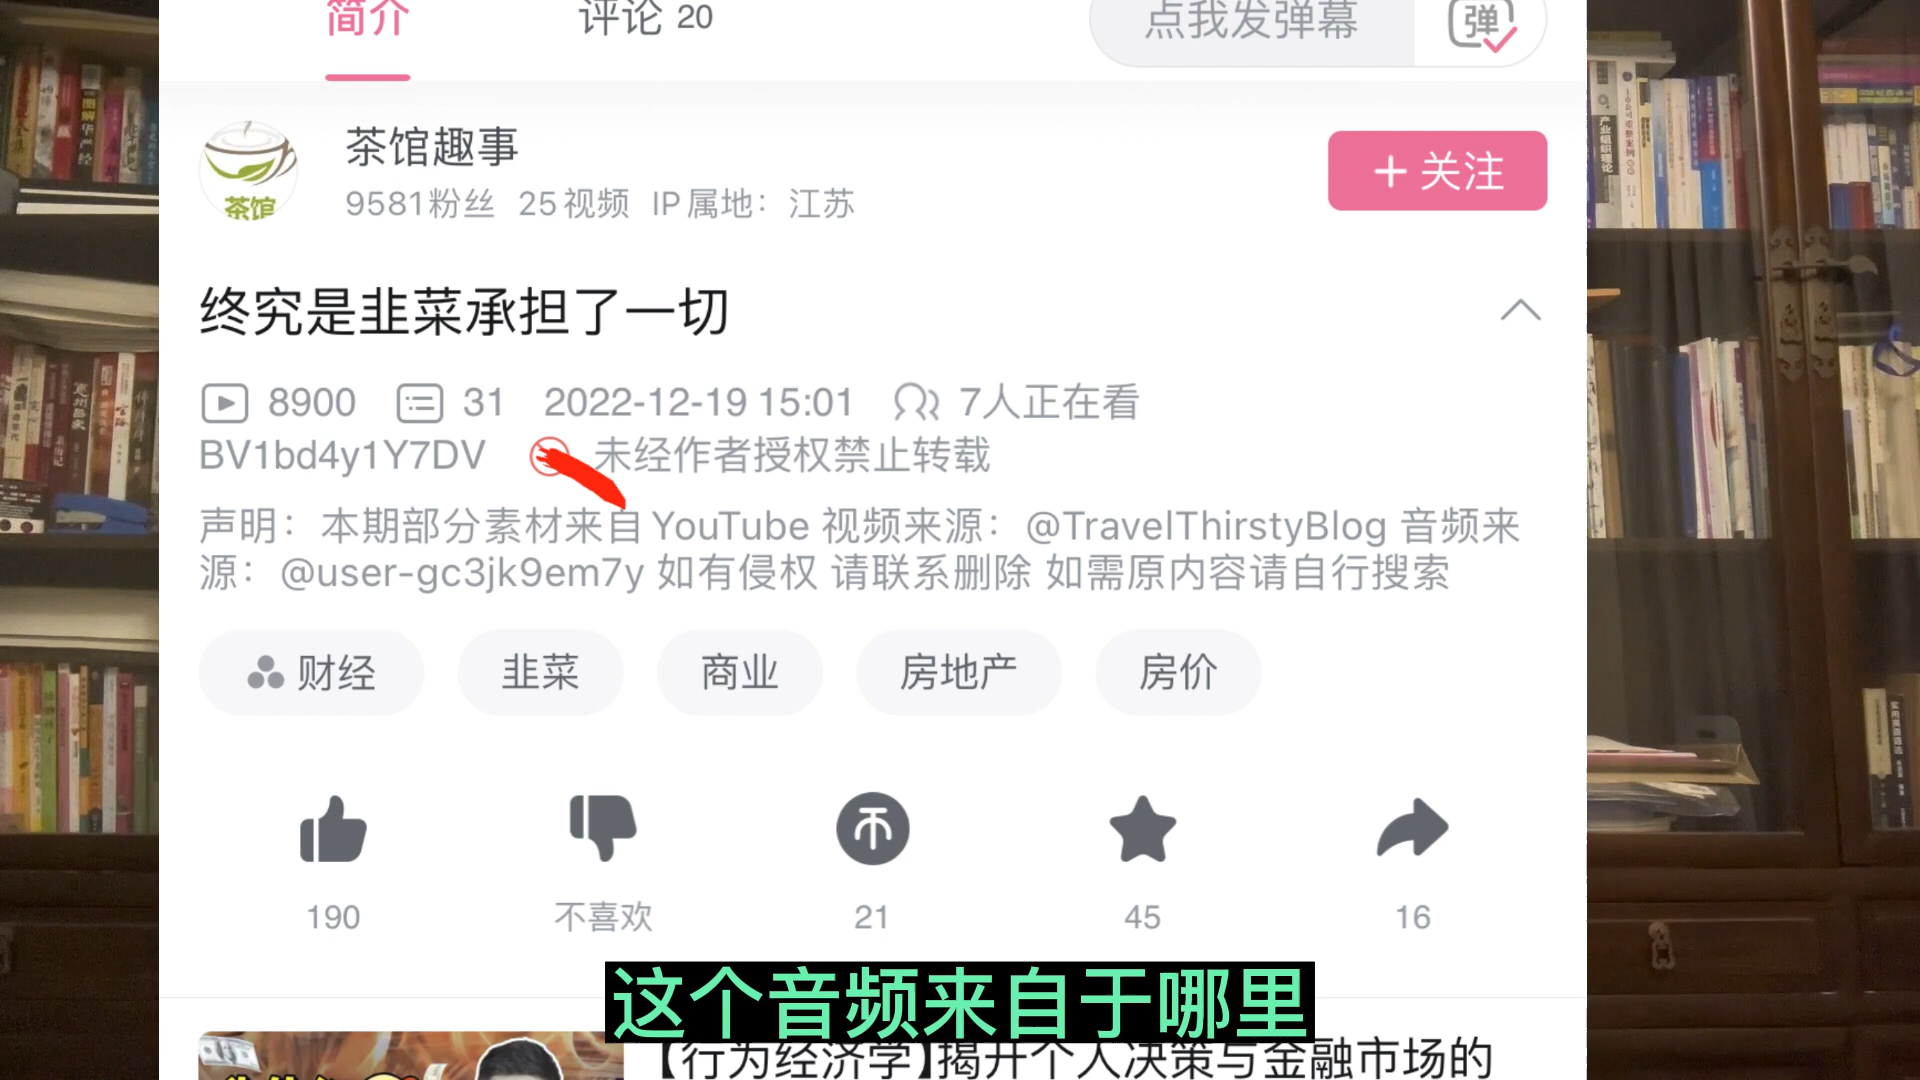 简介
评论 20
点我发弹幕
弹
茶馆
茶馆趣事
9581粉丝 25视频 IP属地：江苏
+ 关注
终究是韭菜承担了一切
8900 31 2022-12-19 15:01 7人正在看
BV1bd4y1Y7DV 未经作者授权禁止转载
声明：本期部分素材来自YouTube 视频来源：@TravelThirstyBlog 音频来
源：@user-gc3jk9em7y 如有侵权 请联系删除 如需原内容请自行搜索
财经
韭菜
商业
房地产
房价
190
不喜欢
21
45
16
这个音频来自于哪里
【行为经济学】揭开个人决策与金融市场的
产业组织理论